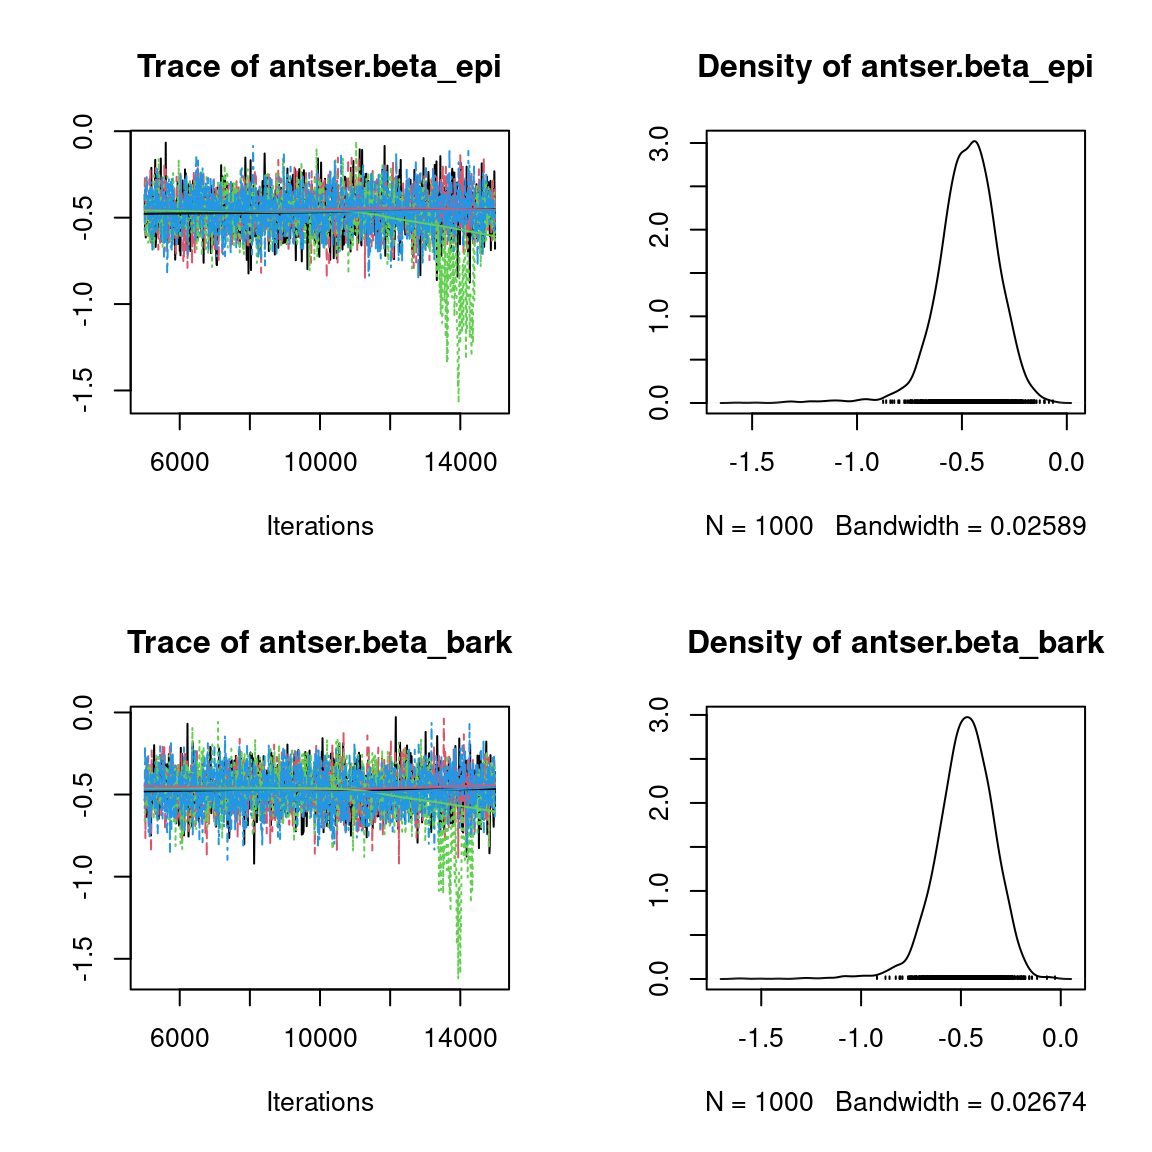 Trace of antser.beta_epi
0.0
-0.5
-1.0
-1.5
6000 10000 14000
Iterations
Density of antser.beta_epi
3.0
2.0
1.0
0.0
-1.5 -1.0 -0.5 0.0
N = 1000 Bandwidth = 0.02589
Trace of antser.beta_bark
0.0
-0.5
-1.0
-1.5
6000 10000 14000
Iterations
Density of antser.beta_bark
3.0
2.0
1.0
0.0
-1.5 -1.0 -0.5 0.0
N = 1000 Bandwidth = 0.02674